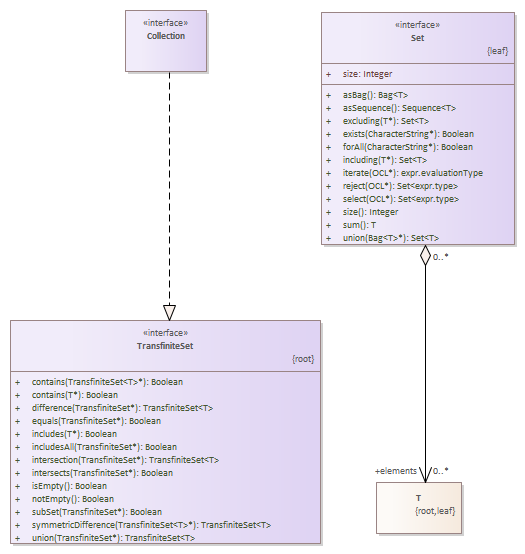 «interface»
Collection
«interface»
Set
{leaf}
+ size: Integer
+ asBag(): Bag<T>
+ asSequence(): Sequence<T>
+ excluding(T*): Set<T>
+ exists(CharacterString*): Boolean
+ forAll(CharacterString*): Boolean
+ including(T*): Set<T>
+ iterate(OCL*): expr.evaluationType
+ reject(OCL*): Set<expr.type>
+ select(OCL*): Set<expr.type>
+ size(): Integer
+ sum(): T
+ union(Bag<T>*): Set<T>
0..*
«interface»
TransfiniteSet
{root}
+ contains(TransfiniteSet<T>*): Boolean
+ contains(T*): Boolean
+ difference(TransfiniteSet*): TransfiniteSet<T>
+ equals(TransfiniteSet*): Boolean
+ includes(T*): Boolean
+ includesAll(TransfiniteSet*): Boolean
+ intersection(TransfiniteSet*): TransfiniteSet<T>
+ intersects(TransfiniteSet*): Boolean
+ isEmpty(): Boolean
+ notEmpty(): Boolean
+ subSet(TransfiniteSet*): Boolean
+ symmetricDifference(TransfiniteSet<T>*): TransfiniteSet<T>
+ union(TransfiniteSet*): TransfiniteSet<T>
+elements 0..*
T
{root,leaf}